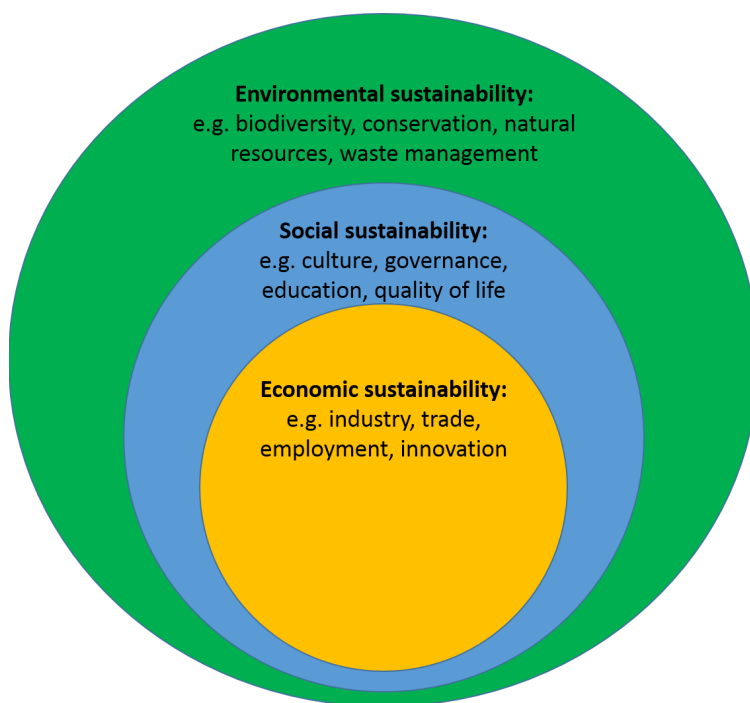 Environmental sustainability:
e.g. biodiversity, conservation, natural
resources, waste management
Social sustainability:
e.g. culture, governance,
education, quality of life
Economic sustainability:
e.g. industry, trade,
employment, innovation